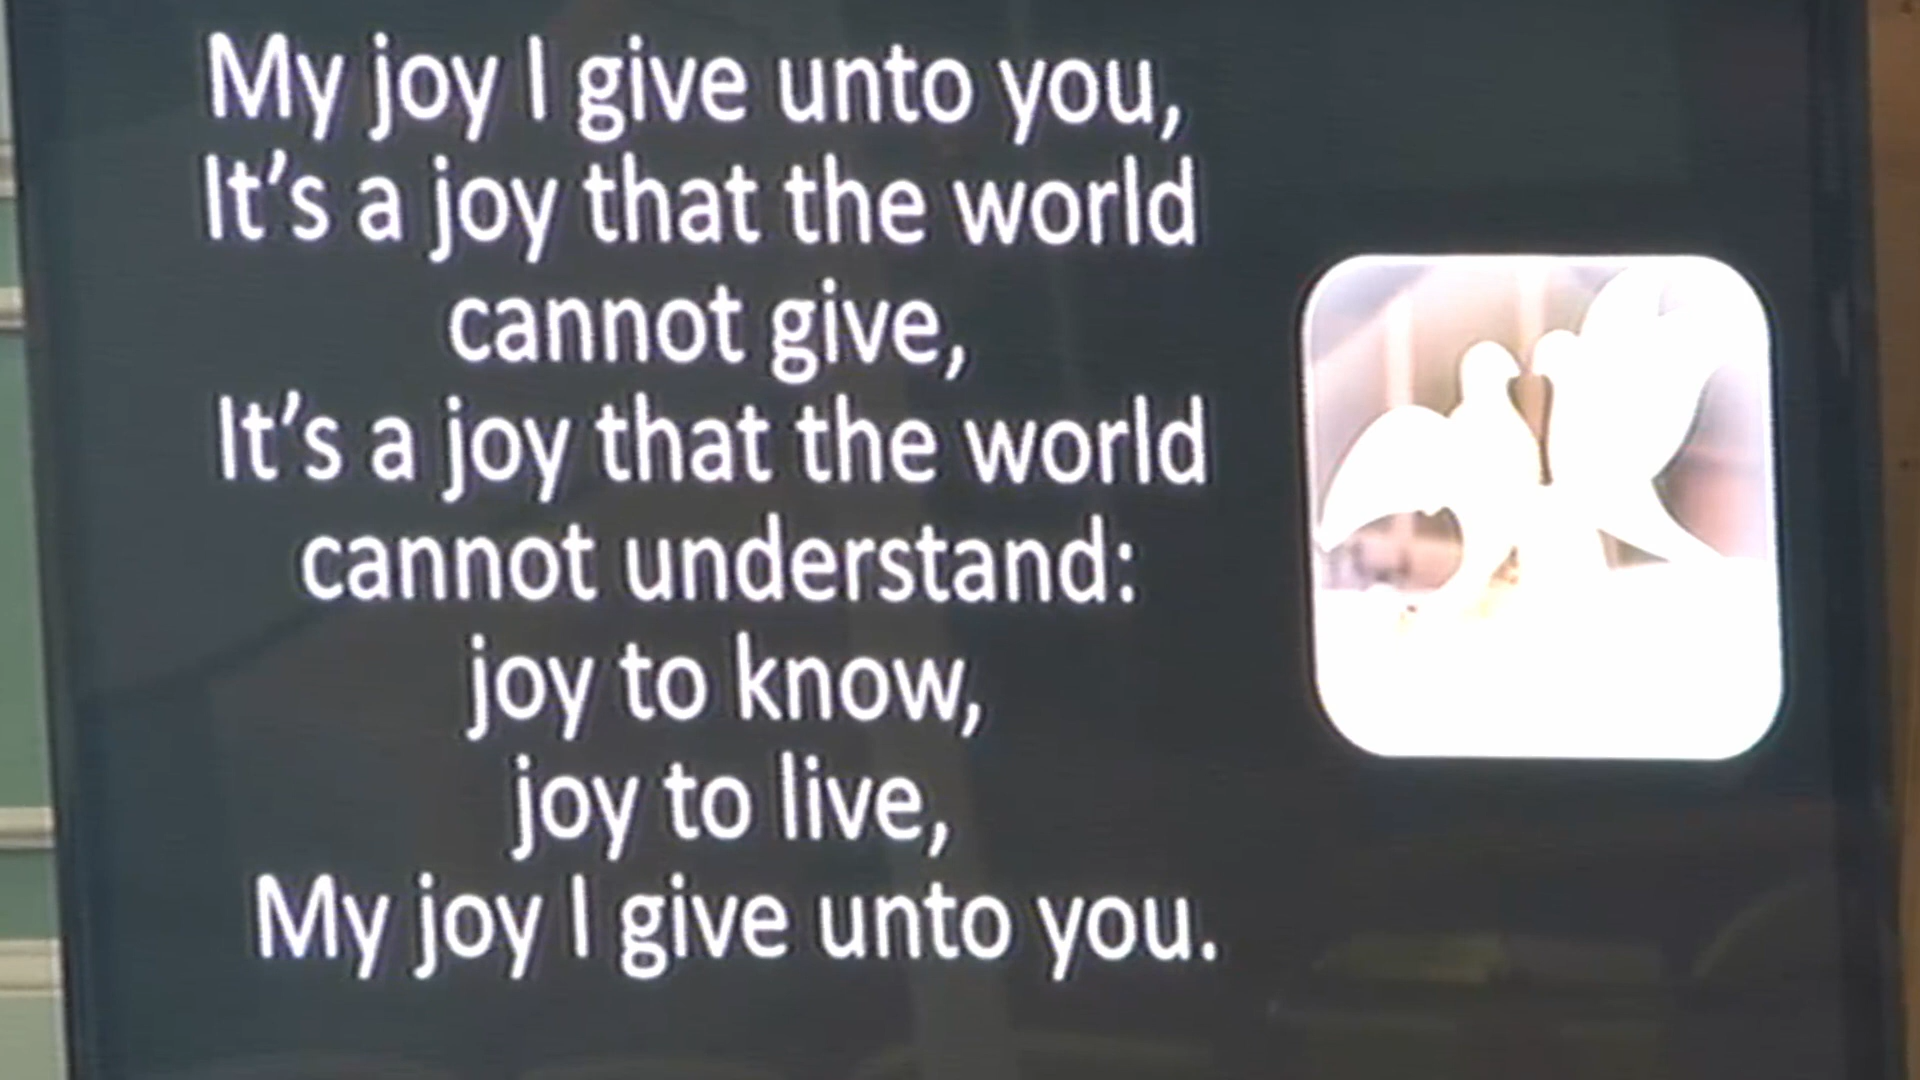 My joy I give unto you,
It's a joy that the world
cannot give,
It's a joy that the world
cannot understand:
joy to know,
joy to live,
My joy I give unto you.